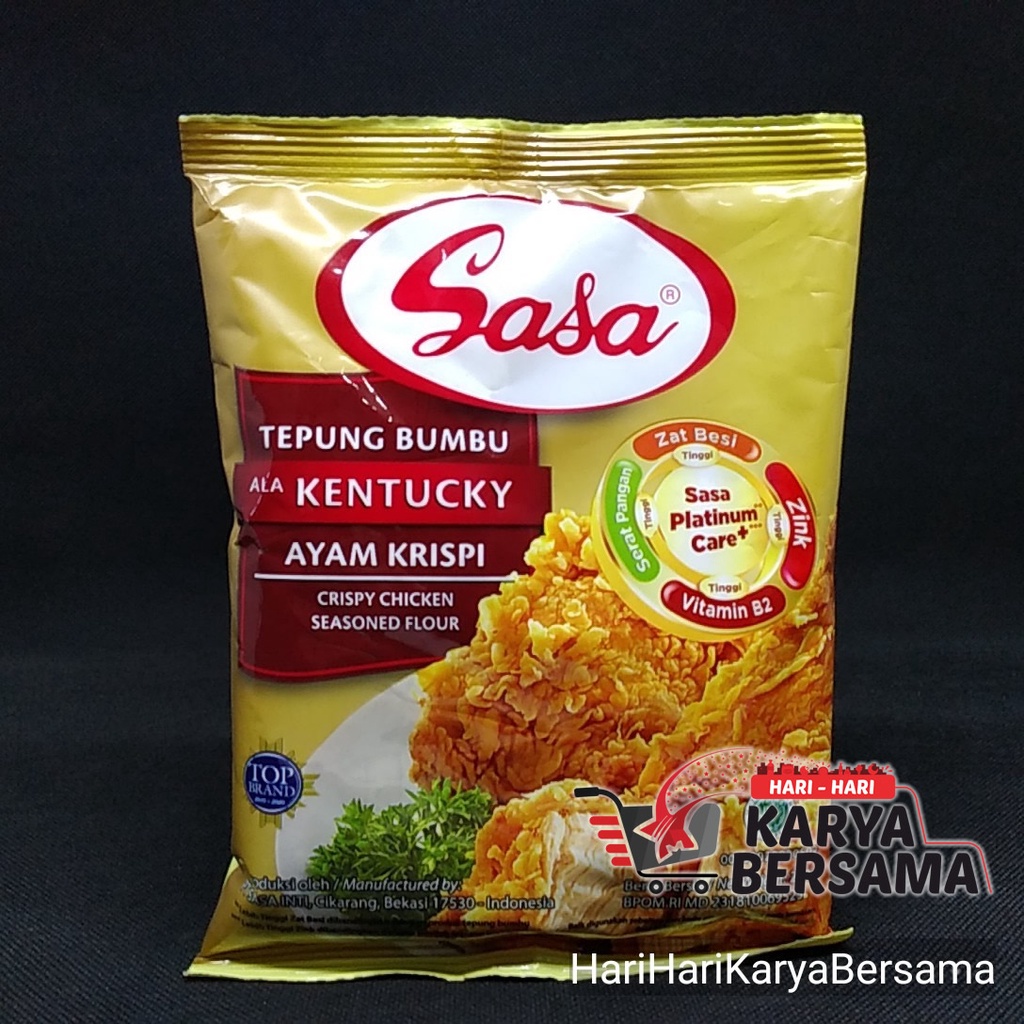 Sasa ®
TEPUNG BUMBU
ALA KENTUCKY
AYAM KRISPI
CRISPY CHICKEN
SEASONED FLOUR
Zat Besi
Tinggi
Serat Pangan
Tinggi
Sasa
Platinum
Care+
Tinggi
Zink
Tinggi
Vitamin B2
TOP
BRAND
HARI - HARI
KARYA
BERSAMA
oleh / Manufactured by:
INTI, Cikarang, Bekasi 17530 - Indonesia
BPOM RI MD
HariHariKaryaBersama